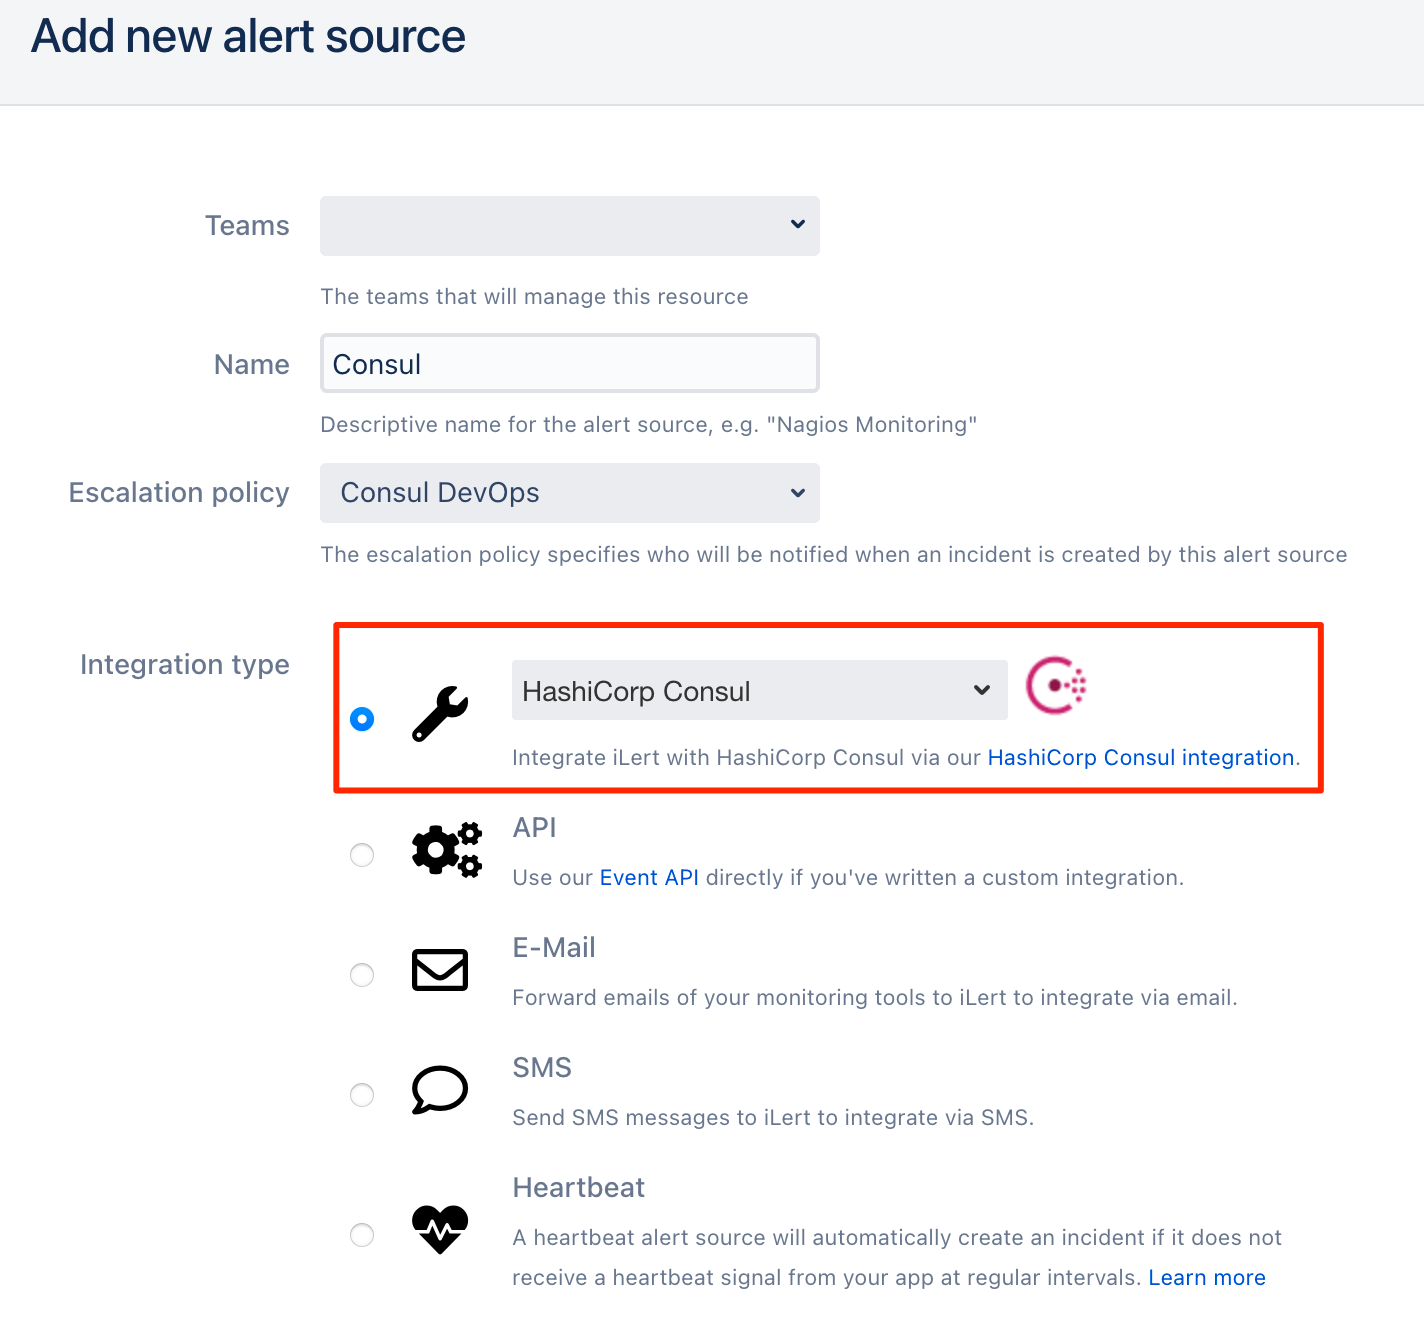 Add new alert source
Teams
The teams that will manage this resource
Name
Consul
Descriptive name for the alert source, e.g. "Nagios Monitoring"
Escalation policy
Consul DevOps
The escalation policy specifies who will be notified when an incident is created by this alert source
Integration type
HashiCorp Consul
Integrate iLert with HashiCorp Consul via our HashiCorp Consul integration.
API
Use our Event API directly if you've written a custom integration.
E-Mail
Forward emails of your monitoring tools to iLert to integrate via email.
SMS
Send SMS messages to iLert to integrate via SMS.
Heartbeat
A heartbeat alert source will automatically create an incident if it does not
receive a heartbeat signal from your app at regular intervals. Learn more